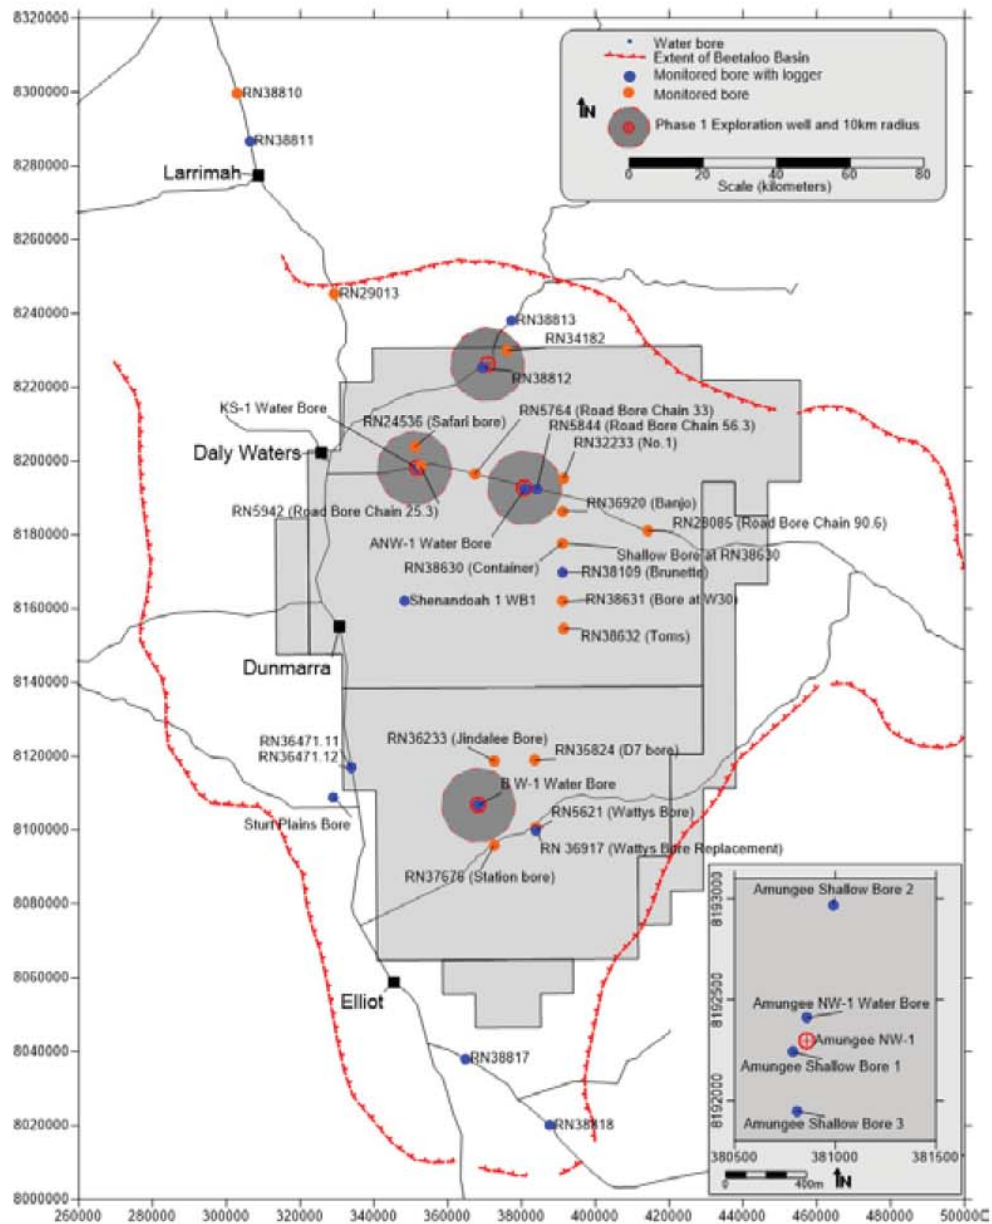 8320000
8300000
8280000
8260000
8240000
8220000
8200000
8180000
8160000
8140000
8120000
8100000
8080000
8060000
8040000
8020000
8000000
Water bore
Extent of Beetaloo Basin
Monitored bore with logger
Monitored bore
N
Phase 1 Exploration well and 10km radius
0 20 40 60 80
Scale (kilometers)
RN38810
RN38811
Larrimah
RN29013
RN38813
RN34182
RN38812
KS-1 Water Bore
RN24536 (Safari bore)
RN5764 (Road Bore Chain 33)
RN5844 (Road Bore Chain 56.3)
RN32233 (No.1)
Daly Waters
RN5942 (Road Bore Chain 25.3)
RN36920 (Banjo)
RN28085 (Road Bore Chain 90.6)
ANW-1 Water Bore
Shallow Bore at RN38630
RN38630 (Container)
RN38109 (Brunette)
Shenandoah 1 WB1
RN38631 (Bore at W30)
RN38632 (Toms)
Dunmarra
RN36471.11
RN36471.12
RN36233 (Jindalee Bore)
RN35824 (D7 bore)
B W-1 Water Bore
Sturt Plains Bore
RN5621 (Wattys Bore)
RN 36917 (Wattys Bore Replacement)
RN37676 (Station bore)
Elliot
RN38817
RN38818
Amungee Shallow Bore 2
Amungee NW-1 Water Bore
Amungee NW-1
Amungee Shallow Bore 1
Amungee Shallow Bore 3
8193000
8192500
8192000
380500 381000 381500
0 400m
N
260000 280000 300000 320000 340000 360000 380000 400000 420000 440000 460000 480000